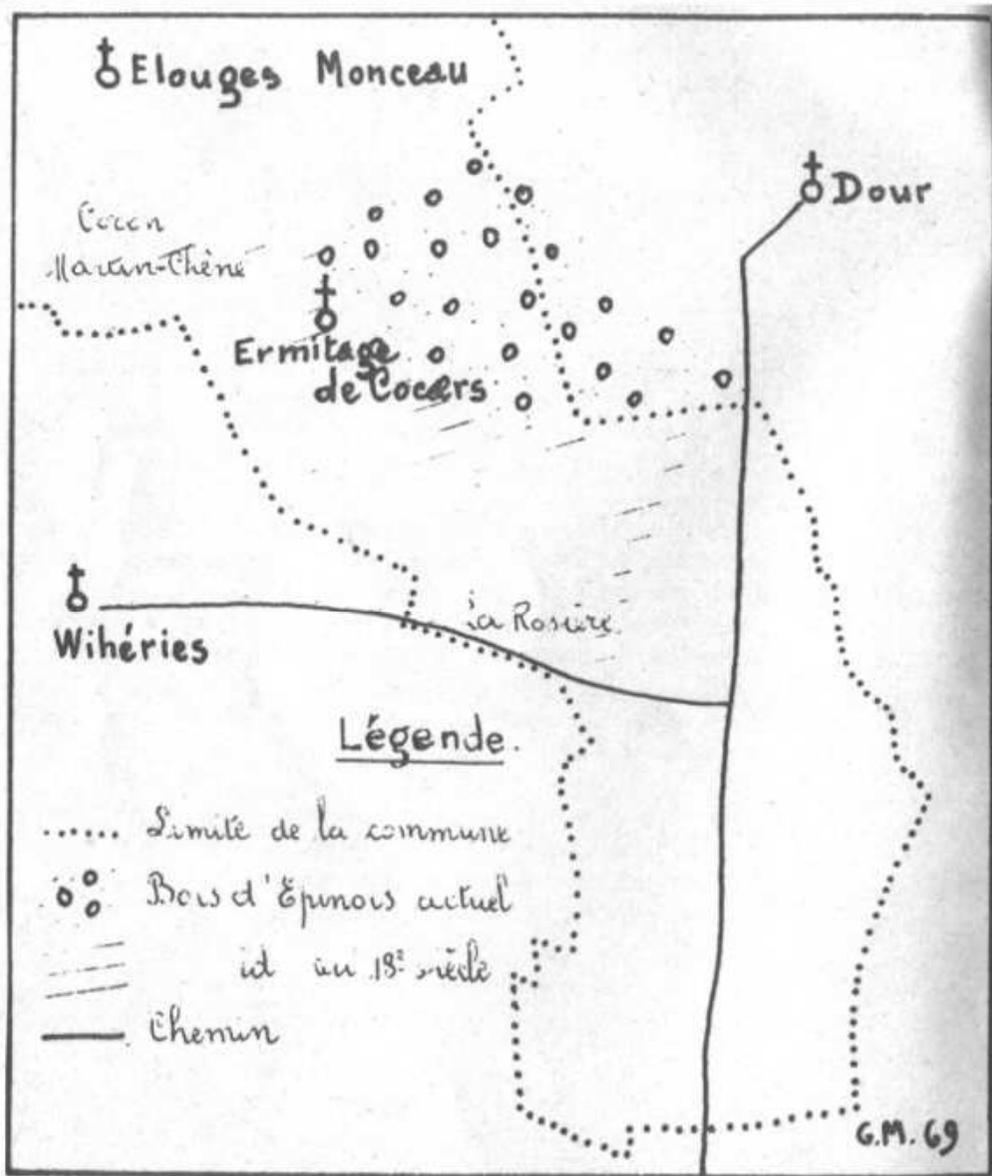 Elouges Monceau
Dour
Coron
Martin-Chêne
Ermitage
de Cocars
La Rosière
Wihéries
Légende.
Limite de la commune
Bois d'Epinois actuel
id au 18e siècle
Chemin
G.M. 69